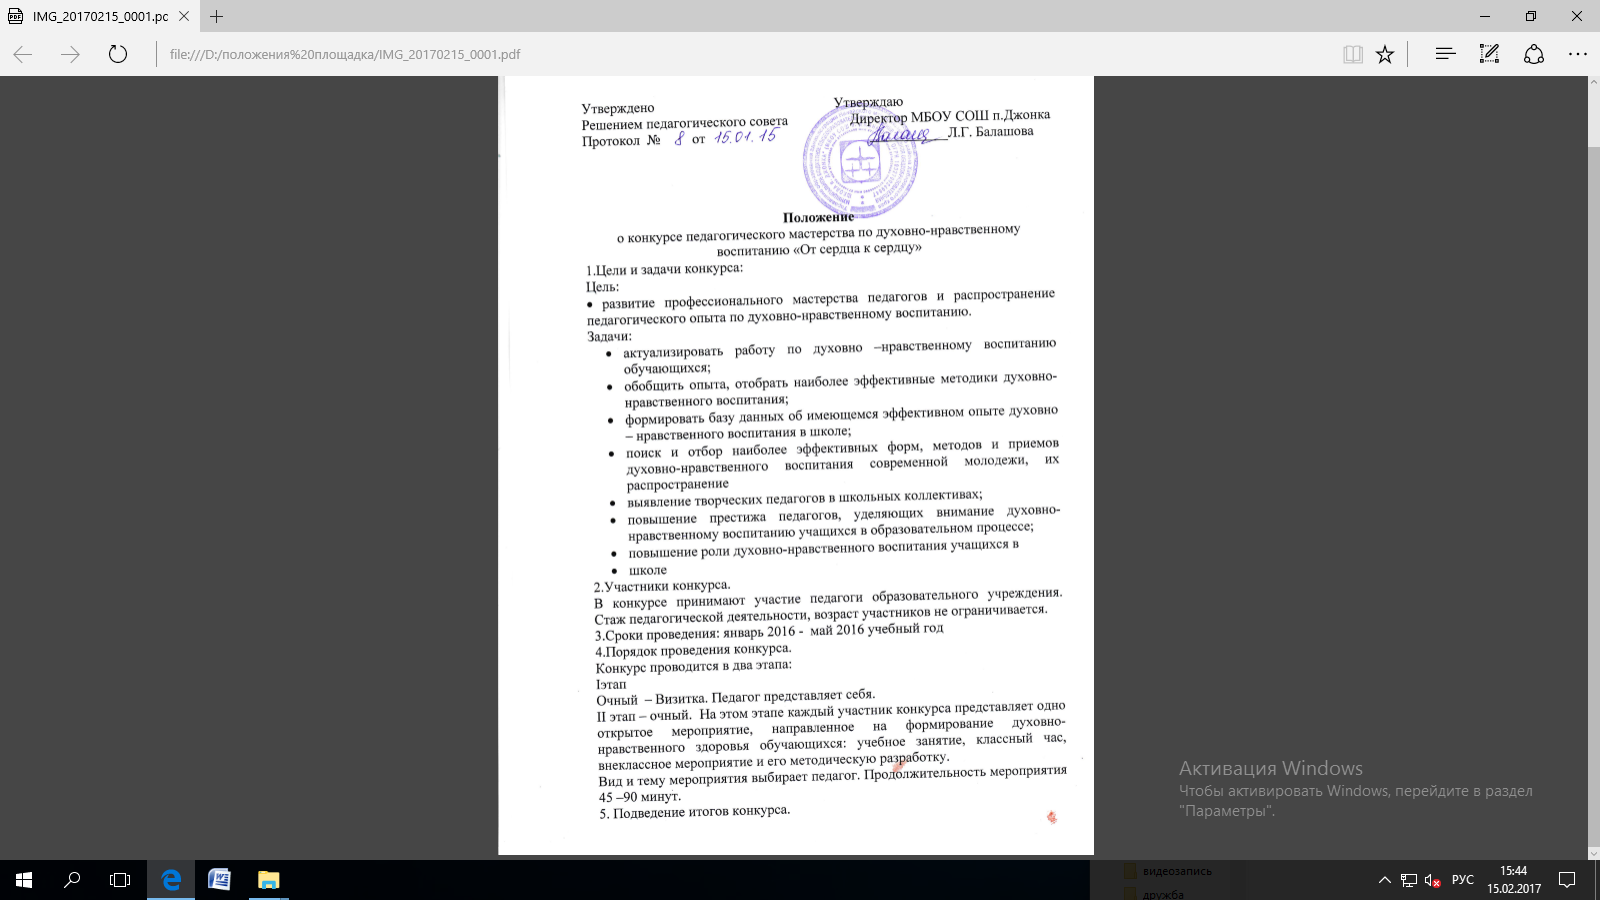 IMG_20170215_0001.pc
file:///D:/положения%20площадка/IMG_20170215_0001.pdf
Утверждено
Решением педагогического совета
Протокол № 8 от 15.01.15
Утверждаю
Директор МБОУ СОШ п.Джонка
Л.Г. Балашова
Положение
о конкурсе педагогического мастерства по духовно-нравственному
воспитанию «От сердца к сердцу»
1.Цели и задачи конкурса:
Цель:
• развитие профессионального мастерства педагогов и распространение
педагогического опыта по духовно-нравственному воспитанию.
Задачи:
• актуализировать работу по духовно –нравственному воспитанию
обучающихся;
• обобщить опыта, отобрать наиболее эффективные методики духовно-
нравственного воспитания;
• формировать базу данных об имеющемся эффективном опыте духовно
– нравственного воспитания в школе;
• поиск и отбор наиболее эффективных форм, методов и приемов
духовно-нравственного воспитания современной молодежи, их
распространение
• выявление творческих педагогов в школьных коллективах;
• повышение престижа педагогов, уделяющих внимание духовно-
нравственному воспитанию учащихся в образовательном процессе;
• повышение роли духовно-нравственного воспитания учащихся в
• школе
2.Участники конкурса.
В конкурсе принимают участие педагоги образовательного учреждения.
Стаж педагогической деятельности, возраст участников не ограничивается.
3.Сроки проведения: январь 2016 - май 2016 учебный год
4.Порядок проведения конкурса.
Конкурс проводится в два этапа:
Iэтап
Очный – Визитка. Педагог представляет себя.
II этап – очный. На этом этапе каждый участник конкурса представляет одно
открытое мероприятие, направленное на формирование духовно-
нравственного здоровья обучающихся: учебное занятие, классный час,
внеклассное мероприятие и его методическую разработку.
Вид и тему мероприятия выбирает педагог. Продолжительность мероприятия
45 –90 минут.
5. Подведение итогов конкурса.
Активация Windows
Чтобы активировать Windows, перейдите в раздел
"Параметры".
видеозапись
дружба
РУС
15:44
15.02.2017